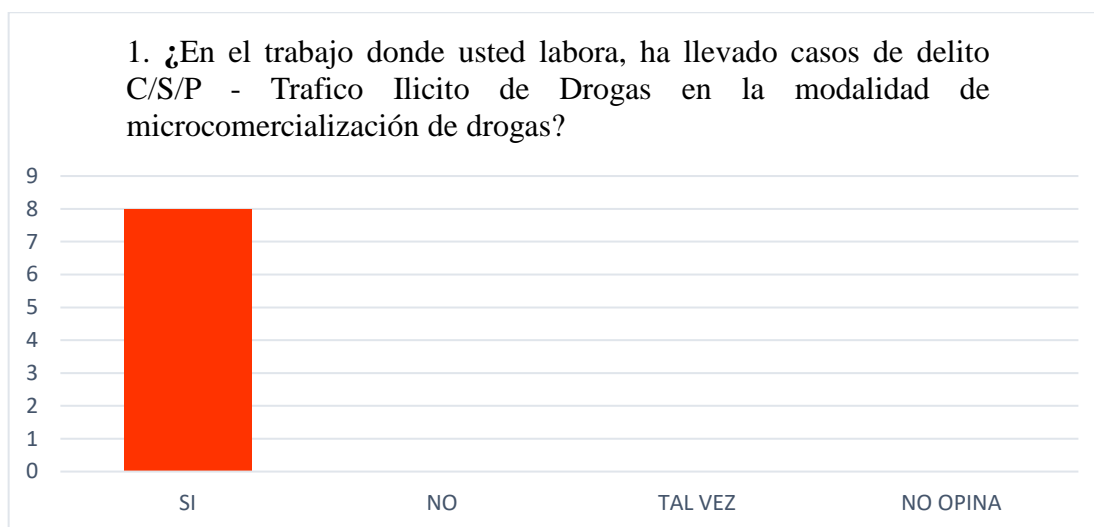 1. ¿En el trabajo donde usted labora, ha llevado casos de delito
C/S/P - Trafico Ilicito de Drogas en la modalidad de
microcomercialización de drogas?
9
8
7
6
5
4
3
2
1
0
SI NO TAL VEZ NO OPINA